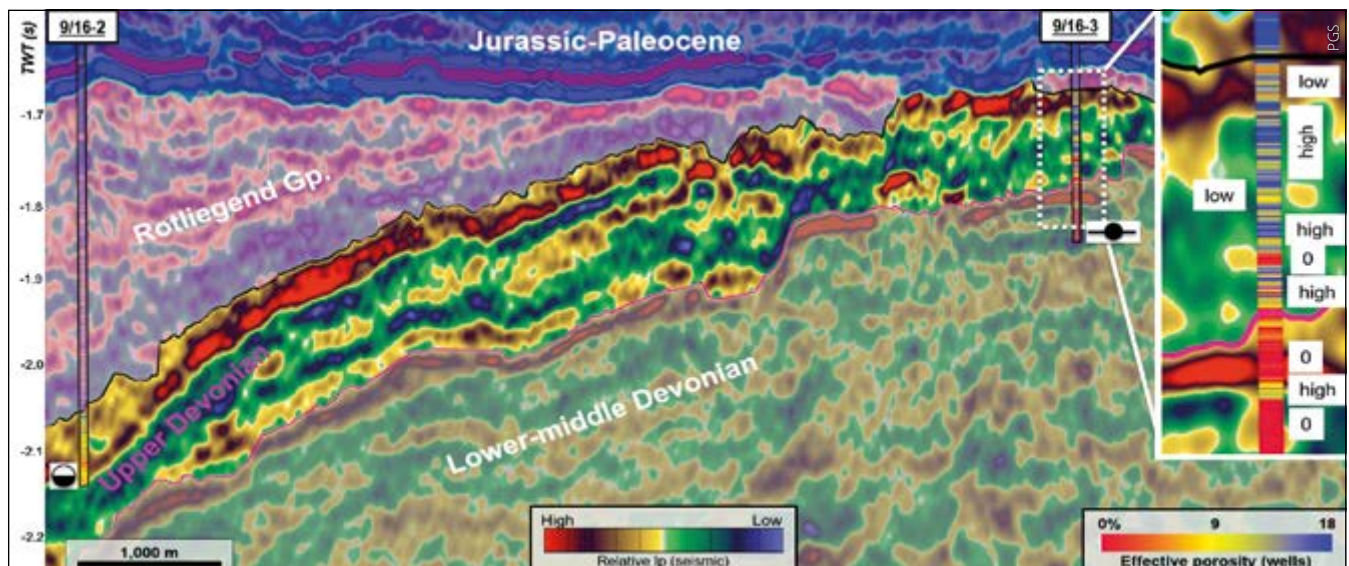 9/16-2
9/16-3
TWT (s)
Jurassic-Paleocene
PGS
-1.7
-1.8
-1.9
-2.0
-2.1
-2.2
Rotliegend Gp.
Upper Devonian
Lower-middle Devonian
low
high
low
high
0
high
0
high
0
1,000 m
High
Low
Relative Ip (seismic)
0%
9
18
Effective porosity (wells)